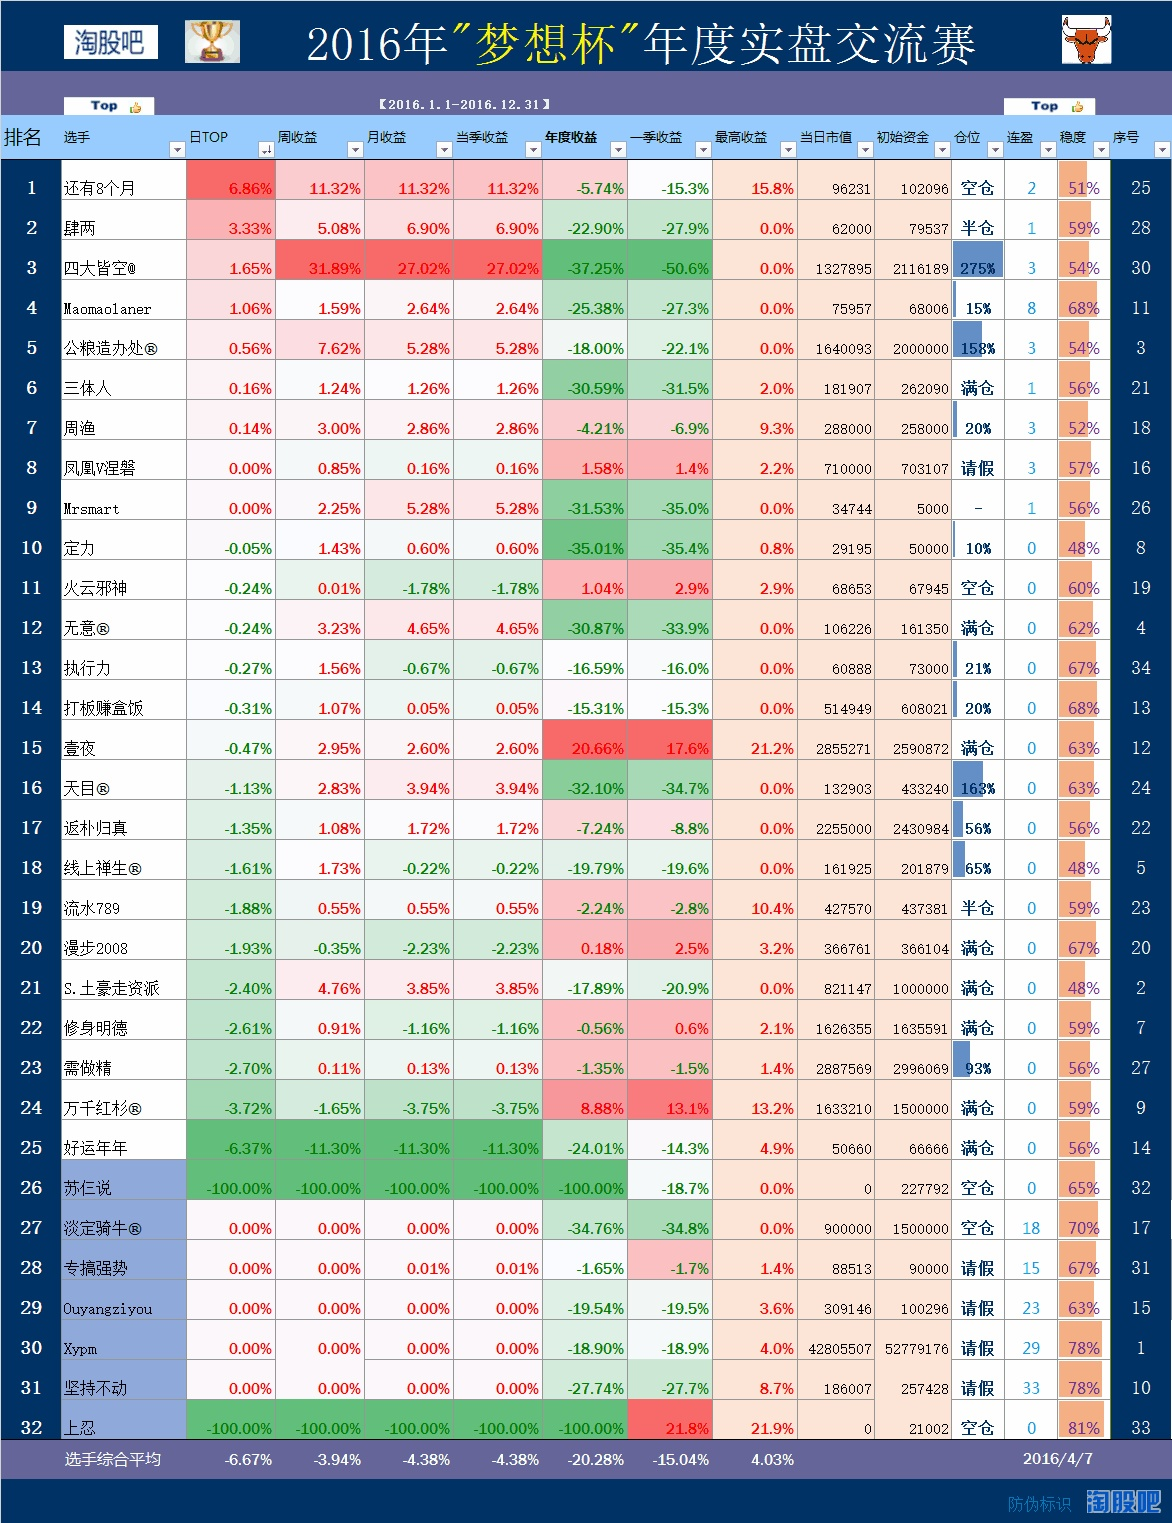 淘股吧
2016年"梦想杯"年度实盘交流赛
Top 【2016.1.1-2016.12.31】 Top
排名 选手 日TOP 周收益 月收益 当季收益 年度收益 一季收益 最高收益 当日市值 初始资金 仓位 连盈 稳度 序号
1 还有8个月 6.86% 11.32% 11.32% 11.32% -5.74% -15.3% 15.8% 96231 102096 空仓 2 51% 25
2 肆两 3.33% 5.08% 6.90% 6.90% -22.90% -27.9% 0.0% 62000 79537 半仓 1 59% 28
3 四大皆空@ 1.65% 31.89% 27.02% 27.02% -37.25% -50.6% 0.0% 1327895 2116189 275% 3 54% 30
4 Maomaolaner 1.06% 1.59% 2.64% 2.64% -25.38% -27.3% 0.0% 75957 68006 15% 8 68% 11
5 公粮造办处® 0.56% 7.62% 5.28% 5.28% -18.00% -22.1% 0.0% 1640093 2000000 158% 3 54% 3
6 三体人 0.16% 1.24% 1.26% 1.26% -30.59% -31.5% 2.0% 181907 262090 满仓 1 56% 21
7 周渔 0.14% 3.00% 2.86% 2.86% -4.21% -6.9% 9.3% 288000 258000 20% 3 52% 18
8 凤凰V涅磐 0.00% 0.85% 0.16% 0.16% 1.58% 1.4% 2.2% 710000 703107 请假 3 57% 16
9 Mrsmart 0.00% 2.25% 5.28% 5.28% -31.53% -35.0% 0.0% 34744 5000 - 1 56% 26
10 定力 -0.05% 1.43% 0.60% 0.60% -35.01% -35.4% 0.8% 29195 50000 10% 0 48% 8
11 火云邪神 -0.24% 0.01% -1.78% -1.78% 1.04% 2.9% 2.9% 68653 67945 空仓 0 60% 19
12 无意® -0.24% 3.23% 4.65% 4.65% -30.87% -33.9% 0.0% 106226 161350 满仓 0 62% 4
13 执行力 -0.27% 1.56% -0.67% -0.67% -16.59% -16.0% 0.0% 60888 73000 21% 0 67% 34
14 打板赚盒饭 -0.31% 1.07% 0.05% 0.05% -15.31% -15.3% 0.0% 514949 608021 20% 0 68% 13
15 壹夜 -0.47% 2.95% 2.60% 2.60% 20.66% 17.6% 21.2% 2855271 2590872 满仓 0 63% 12
16 天目® -1.13% 2.83% 3.94% 3.94% -32.10% -34.7% 0.0% 132903 433240 163% 0 63% 24
17 返朴归真 -1.35% 1.08% 1.72% 1.72% -7.24% -8.8% 0.0% 2255000 2430984 56% 0 56% 22
18 线上禅生® -1.61% 1.73% -0.22% -0.22% -19.79% -19.6% 0.0% 161925 201879 65% 0 48% 5
19 流水789 -1.88% 0.55% 0.55% 0.55% -2.24% -2.8% 10.4% 427570 437381 半仓 0 59% 23
20 漫步2008 -1.93% -0.35% -2.23% -2.23% 0.18% 2.5% 3.2% 366761 366104 满仓 0 67% 20
21 S.土豪走资派 -2.40% 4.76% 3.85% 3.85% -17.89% -20.9% 0.0% 821147 1000000 满仓 0 48% 2
22 修身明德 -2.61% 0.91% -1.16% -1.16% -0.56% 0.6% 2.1% 1626355 1635591 满仓 0 59% 7
23 需做精 -2.70% 0.11% 0.13% 0.13% -1.35% -1.5% 1.4% 2887569 2996069 93% 0 56% 27
24 万千红杉® -3.72% -1.65% -3.75% -3.75% 8.88% 13.1% 13.2% 1633210 1500000 满仓 0 59% 9
25 好运年年 -6.37% -11.30% -11.30% -11.30% -24.01% -14.3% 4.9% 50660 66666 满仓 0 56% 14
26 苏仨说 -100.00% -100.00% -100.00% -100.00% -100.00% -18.7% 0.0% 0 227792 空仓 0 65% 32
27 淡定骑牛® 0.00% 0.00% 0.00% 0.00% -34.76% -34.8% 0.0% 900000 1500000 空仓 18 70% 17
28 专搞强势 0.00% 0.00% 0.01% 0.01% -1.65% -1.7% 1.4% 88513 90000 请假 15 67% 31
29 Ouyangziyou 0.00% 0.00% 0.00% 0.00% -19.54% -19.5% 3.6% 309146 100296 请假 23 63% 15
30 Xypm 0.00% 0.00% 0.00% 0.00% -18.90% -18.9% 4.0% 42805507 52779176 请假 29 78% 1
31 坚持不动 0.00% 0.00% 0.00% 0.00% -27.74% -27.7% 8.7% 186007 257428 请假 33 78% 10
32 上忍 -100.00% -100.00% -100.00% -100.00% -100.00% 21.8% 21.9% 0 21002 空仓 0 81% 33
选手综合平均 -6.67% -3.94% -4.38% -4.38% -20.28% -15.04% 4.03% 2016/4/7
防伪标识 淘股吧